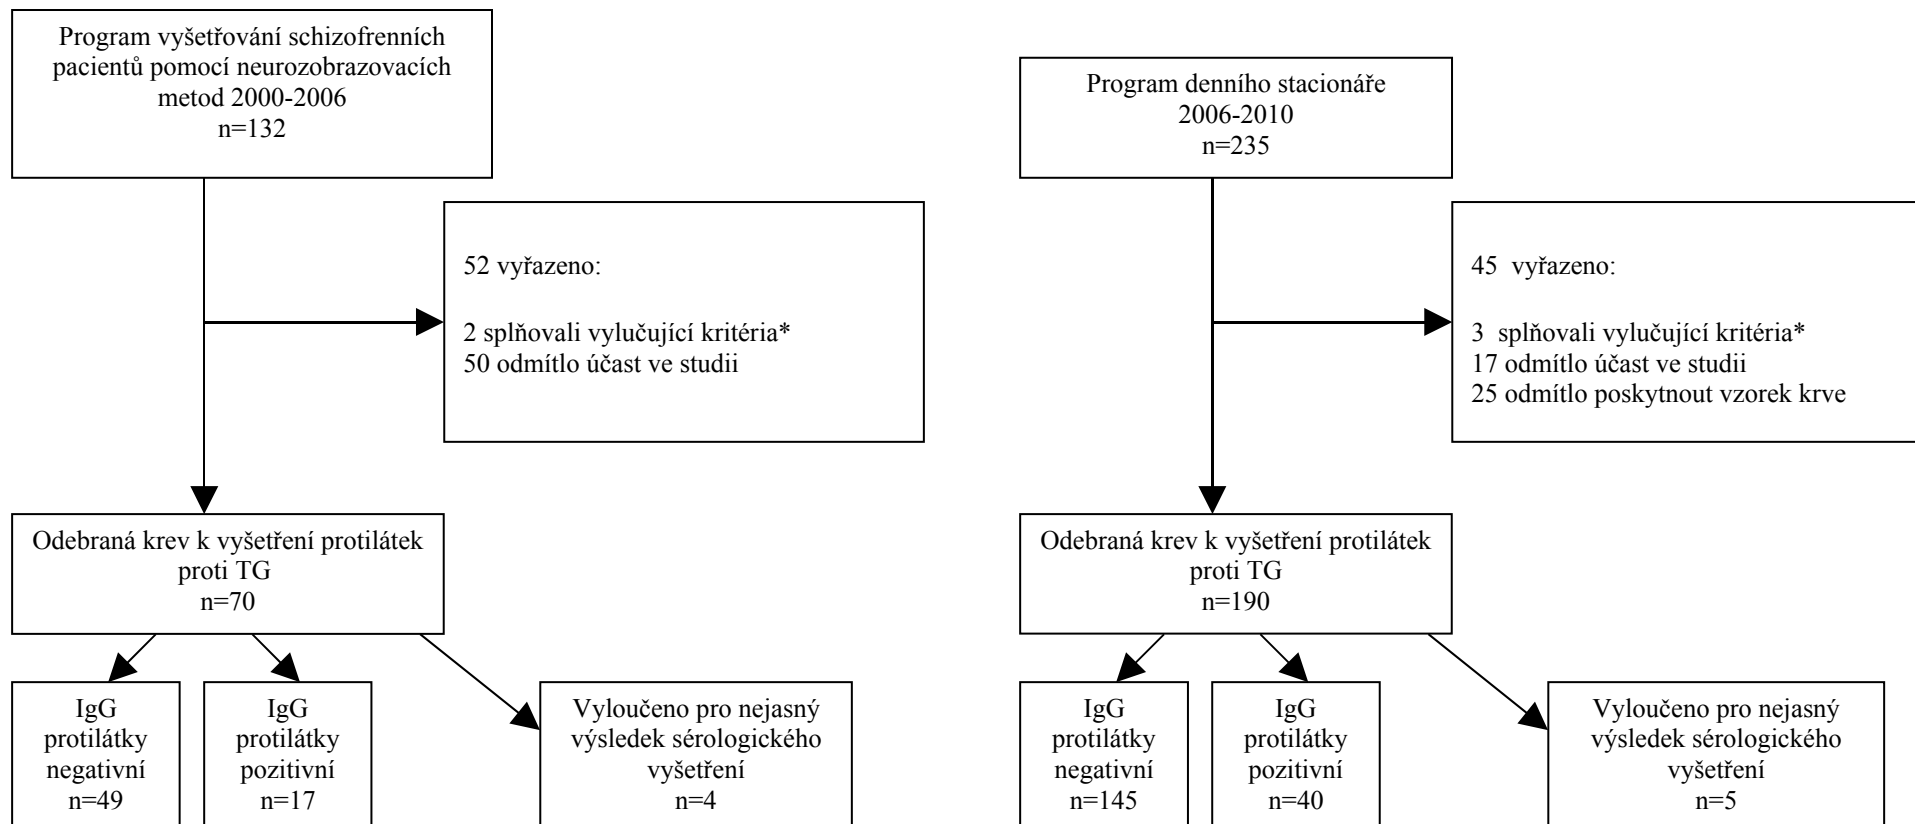 Program vyšetřování schizofrenních
pacientů pomocí neurozobrazovacích
metod 2000-2006
n=132
52 vyřazeno:
2 splňovali vylučující kritéria*
50 odmítlo účast ve studii
Odebraná krev k vyšetření protilátek
proti TG
n=70
IgG
protilátky
negativní
n=49
IgG
protilátky
pozitivní
n=17
Vyloučeno pro nejasný
výsledek sérologického
vyšetření
n=4
Program denního stacionáře
2006-2010
n=235
45 vyřazeno:
3 splňovali vylučující kritéria*
17 odmítlo účast ve studii
25 odmítlo poskytnout vzorek krve
Odebraná krev k vyšetření protilátek
proti TG
n=190
IgG
protilátky
negativní
n=145
IgG
protilátky
pozitivní
n=40
Vyloučeno pro nejasný
výsledek sérologického
vyšetření
n=5